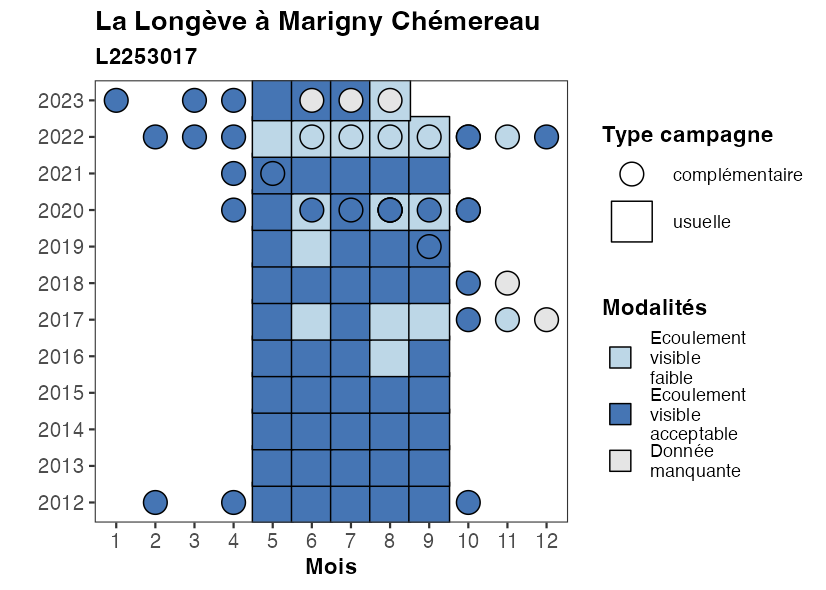 La Longève à Marigny Chémereau
L2253017
2023
2022
2021
2020
2019
2018
2017
2016
2015
2014
2013
2012
1 2 3 4 5 6 7 8 9 10 11 12
Mois
Type campagne
complémentaire
usuelle
Modalités
Ecoulement
visible
faible
Ecoulement
visible
acceptable
Donnée
manquante